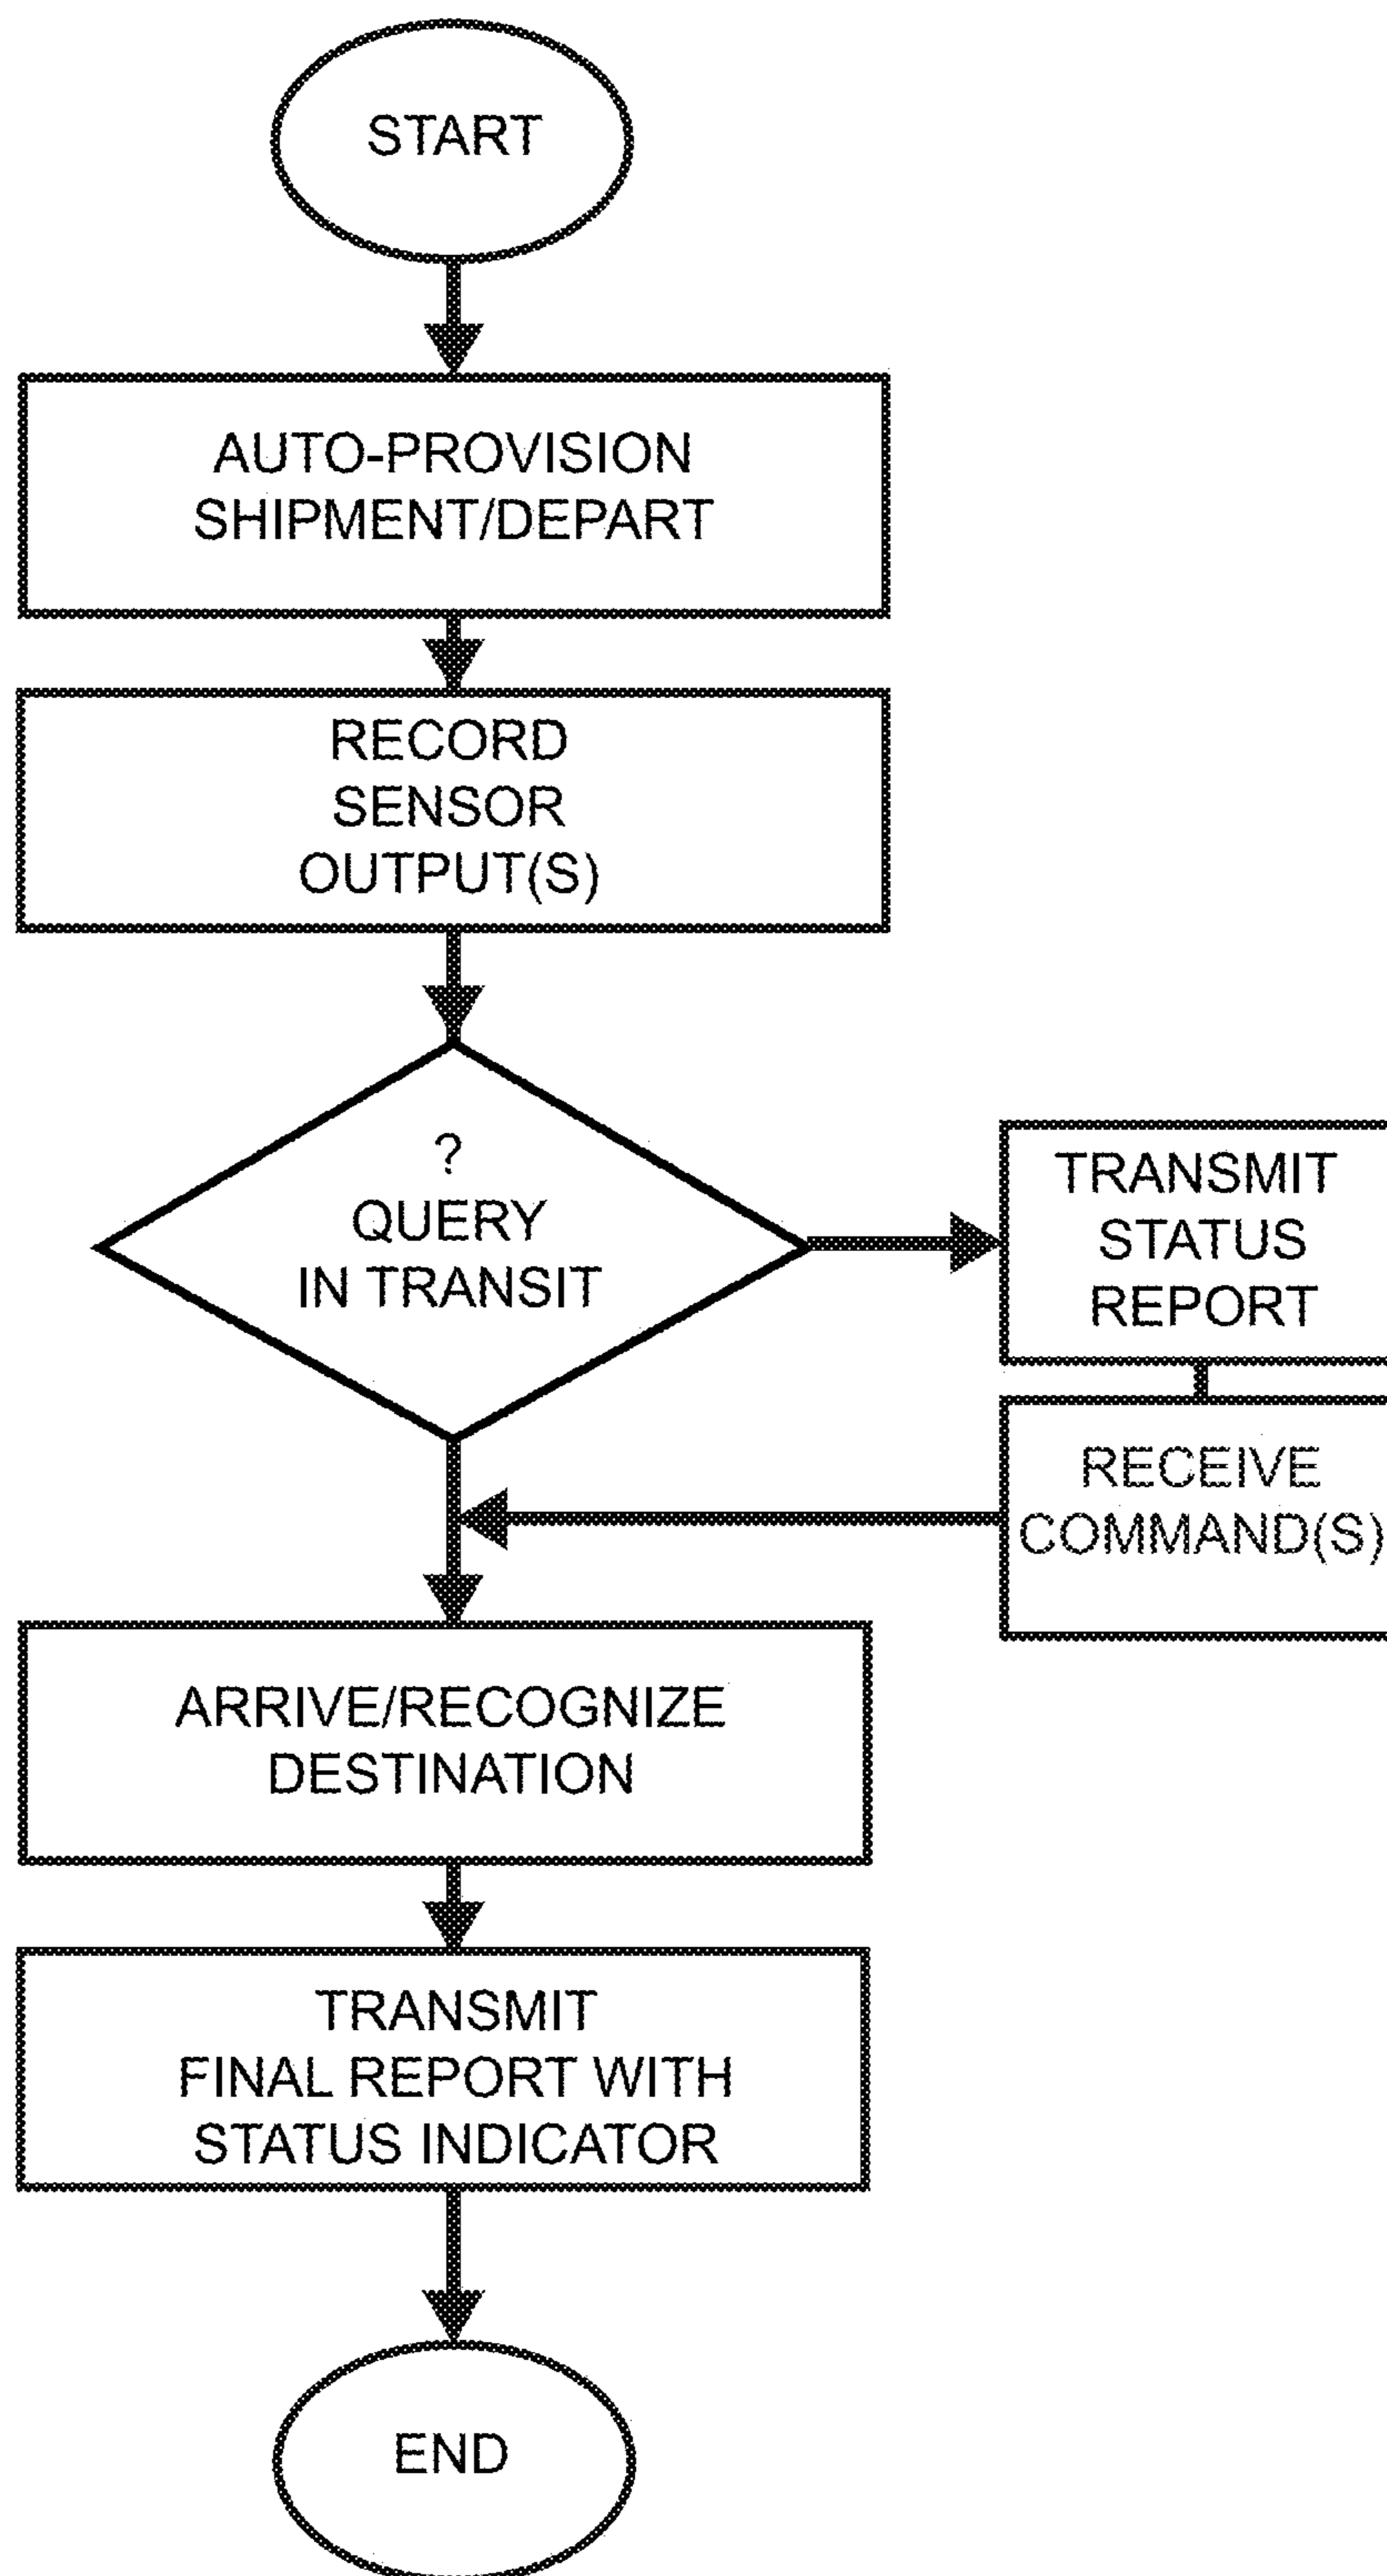 START
AUTO-PROVISION
SHIPMENT/DEPART
RECORD
SENSOR
OUTPUT(S)
?
QUERY
IN TRANSIT
TRANSMIT
STATUS
REPORT
RECEIVE
COMMAND(S)
ARRIVE/RECOGNIZE
DESTINATION
TRANSMIT
FINAL REPORT WITH
STATUS INDICATOR
END